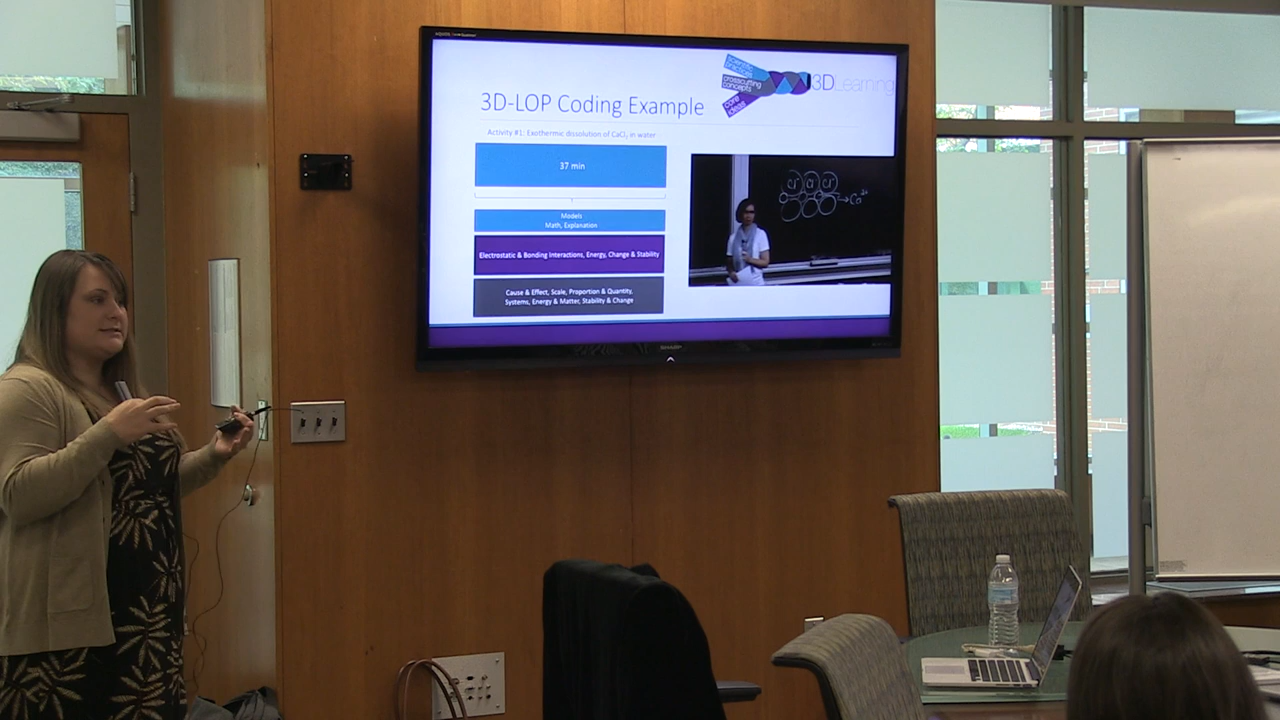 scientific
practices
crosscutting
concepts
core
ideas
3DLearning
3D-LOP Coding Example
Activity #1: Exothermic dissolution of CaCl₂ in water
37 min
Models
Math, Explanation
Electrostatic & Bonding Interactions, Energy, Change & Stability
Cause & Effect, Scale, Proportion & Quantity,
Systems, Energy & Matter, Stability & Change
Ca²⁺
SHARP